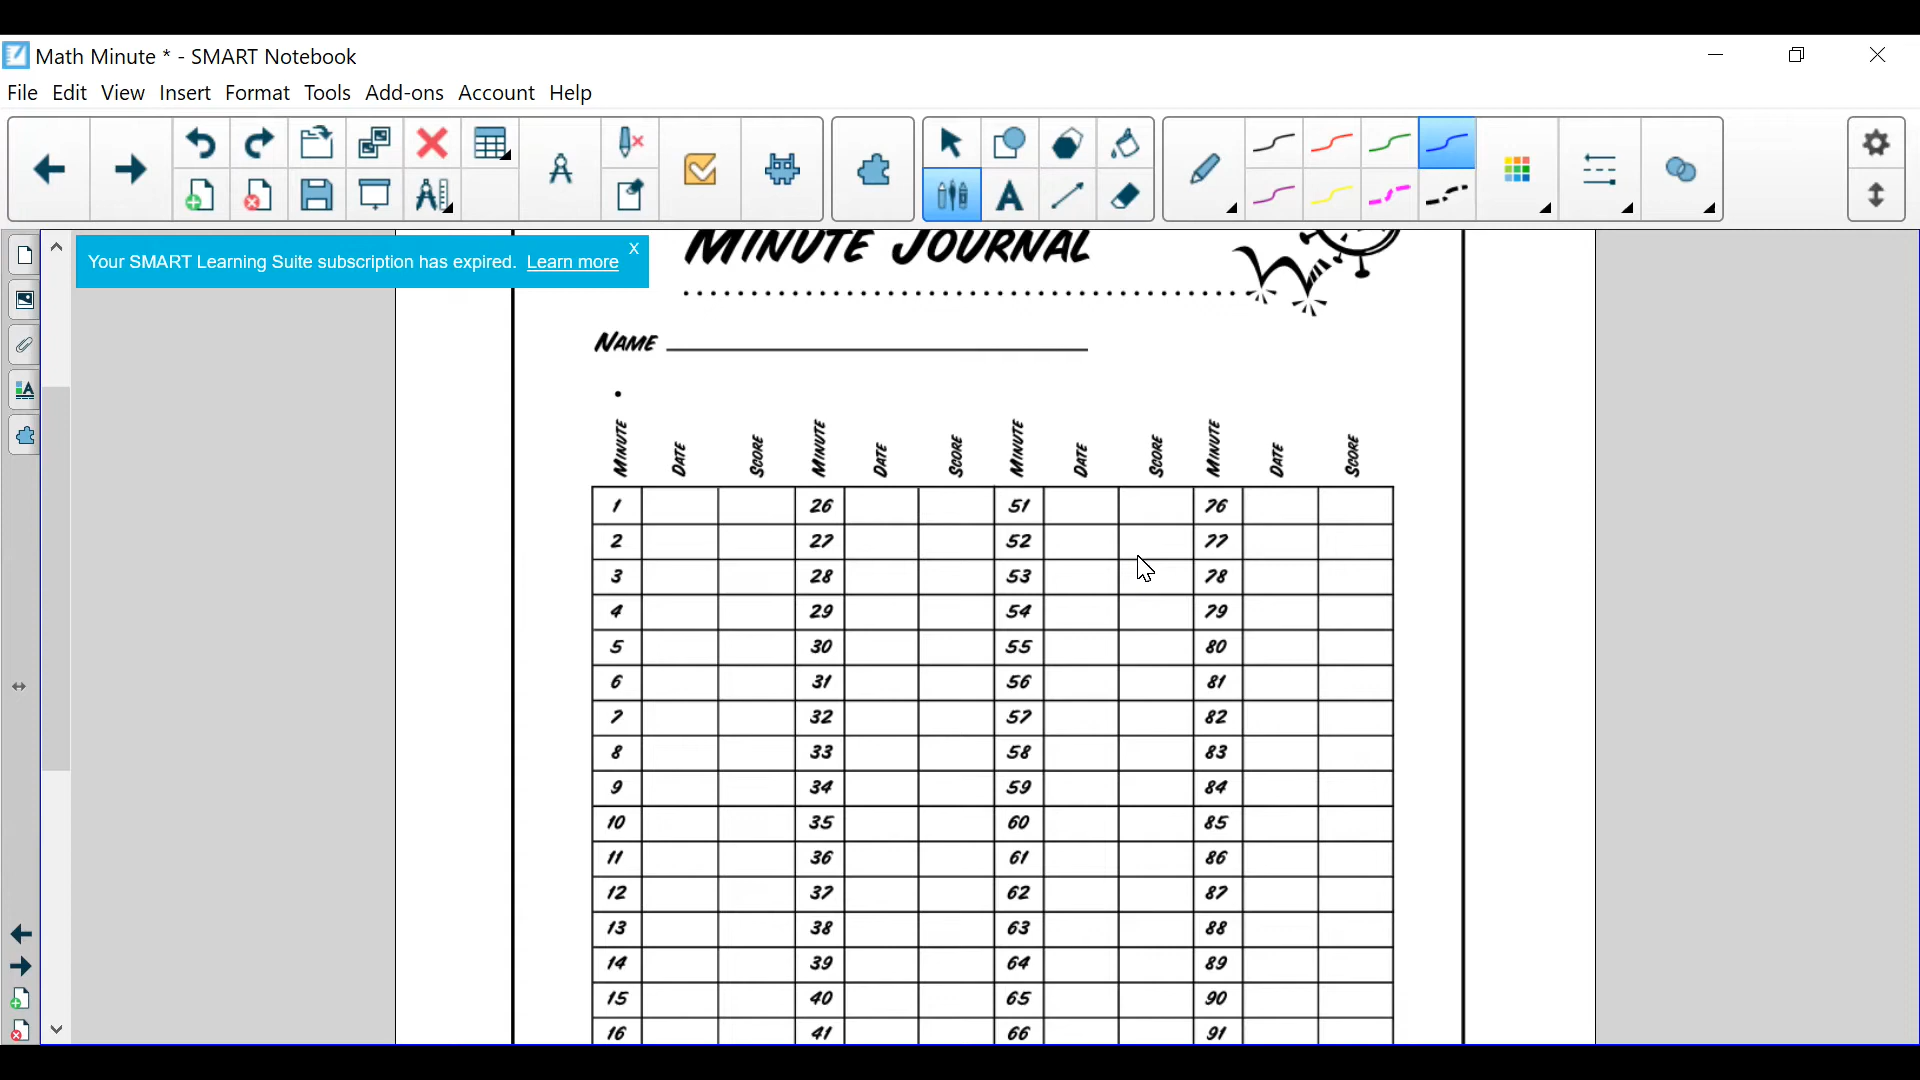 Math Minute * - SMART Notebook
File Edit View Insert Format Tools Add-ons Account Help
Your SMART Learning Suite subscription has expired. Learn more X
MINUTE JOURNAL
NAME
MINUTE DATE SCORE MINUTE DATE SCORE MINUTE DATE SCORE MINUTE DATE SCORE
1 26 51 76
2 27 52 77
3 28 53 78
4 29 54 79
5 30 55 80
6 31 56 81
7 32 57 82
8 33 58 83
9 34 59 84
10 35 60 85
11 36 61 86
12 37 62 87
13 38 63 88
14 39 64 89
15 40 65 90
16 41 66 91